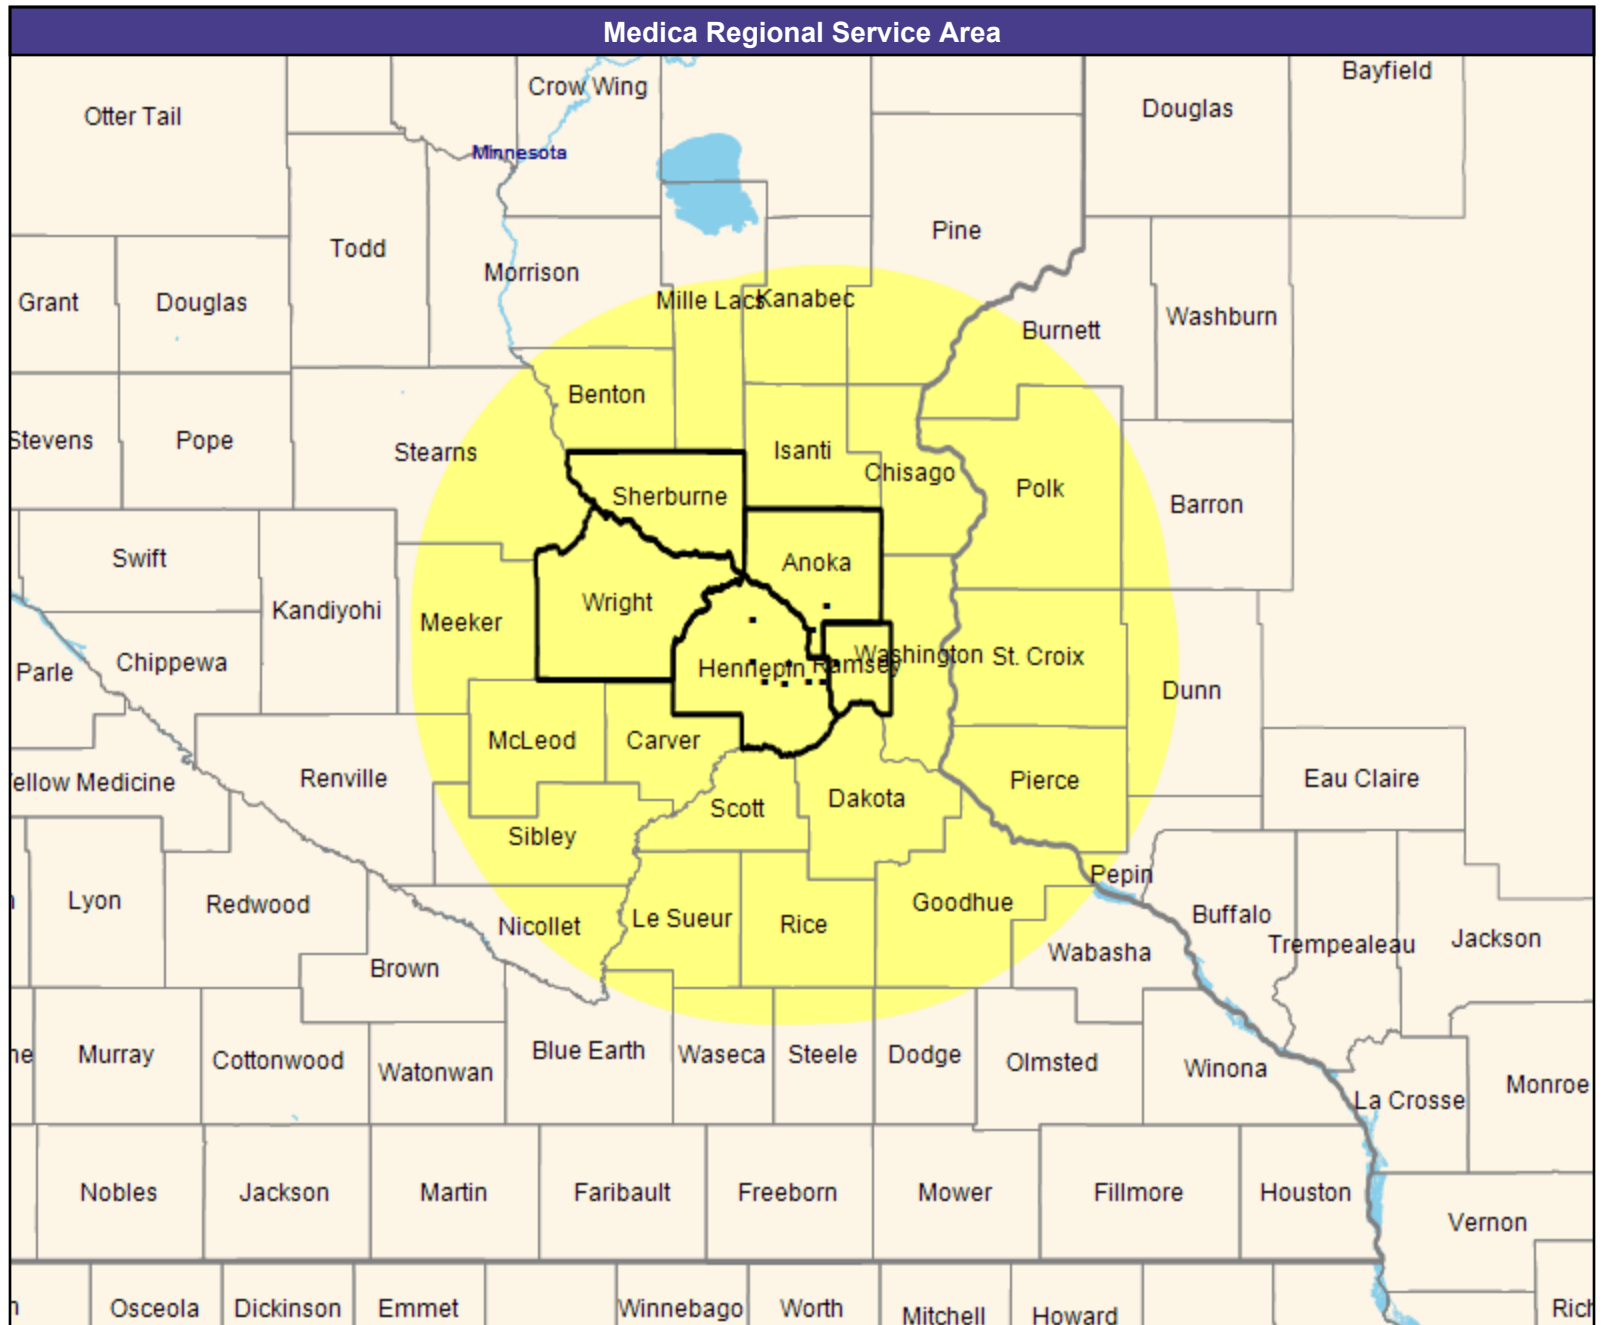 Medica Regional Service Area
Bayfield
Crow Wing
Douglas
Otter Tail
Minnesota
Pine
Todd
Morrison
Mille Lacs
Kanabec
Grant
Douglas
Washburn
Burnett
Benton
Stevens
Pope
Stearns
Isanti
Chisago
Polk
Sherburne
Barron
Swift
Anoka
Wright
Kandiyohi
Meeker
Washington
St. Croix
Chippewa
Parle
Hennepin
Ramsey
Dunn
McLeod
Carver
Renville
Eau Claire
Pierce
ellow Medicine
Dakota
Scott
Sibley
Pepin
Lyon
Redwood
Goodhue
Buffalo
Le Sueur
Rice
Nicollet
Jackson
Trempealeau
Wabasha
Brown
Blue Earth
Murray
ne
Waseca
Steele
Dodge
Cottonwood
Olmsted
Winona
Watonwan
Monroe
La Crosse
Nobles
Jackson
Martin
Faribault
Freeborn
Mower
Fillmore
Houston
Vernon
Osceola
Dickinson
Emmet
Winnebago
Worth
Mitchell
Howard
Rich